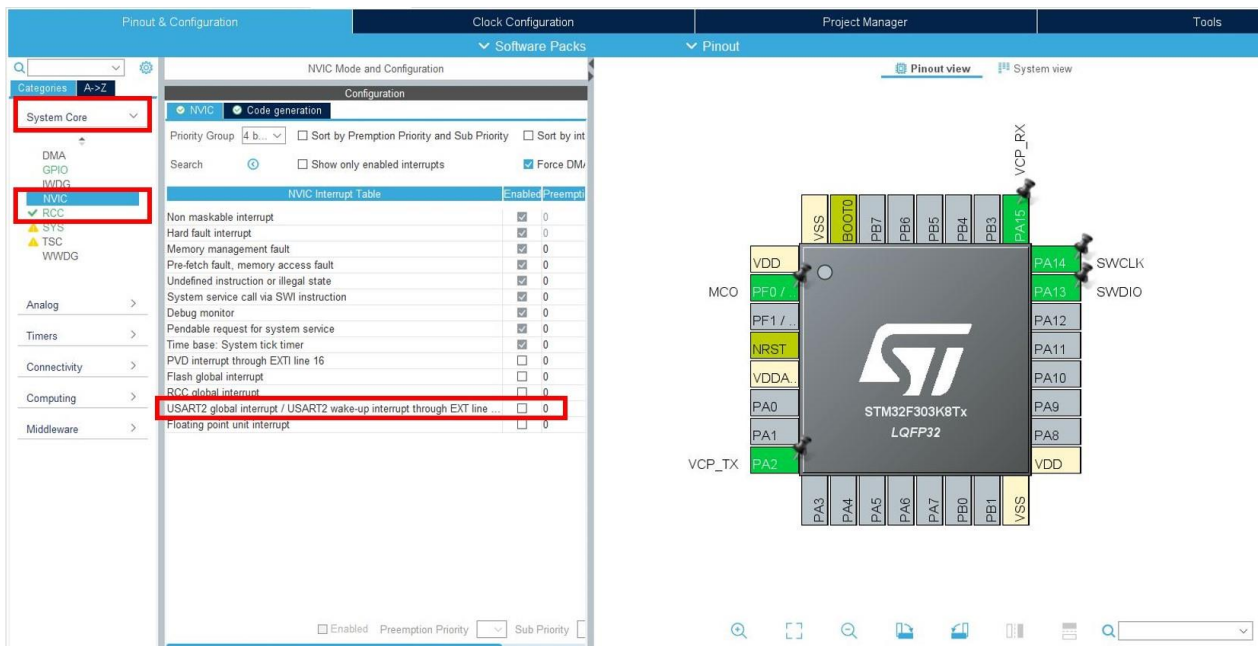 Pinout & Configuration
Clock Configuration
Project Manager
Tools
Software Packs
Pinout
Categories A->Z
System Core
DMA
GPIO
IWDG
NVIC
RCC
SYS
TSC
WWDG
Analog
Timers
Connectivity
Computing
Middleware
NVIC Mode and Configuration
Configuration
NVIC Code generation
Priority Group 4 b... Sort by Premption Priority and Sub Priority Sort by int
Search Show only enabled interrupts Force DM
NVIC Interrupt Table Enabled Preempti
Non maskable interrupt 0
Hard fault interrupt 0
Memory management fault 0
Pre-fetch fault, memory access fault 0
Undefined instruction or illegal state 0
System service call via SWI instruction 0
Debug monitor 0
Pendable request for system service 0
Time base: System tick timer 0
PVD interrupt through EXTI line 16 0
Flash global interrupt 0
RCC global interrupt 0
USART2 global interrupt / USART2 wake-up interrupt through EXT line ... 0
Floating point unit interrupt 0
Enabled Preemption Priority Sub Priority
Pinout view System view
VCP_RX
VSS BOOT0 PB7 PB6 PB5 PB4 PB3 PA15
VDD PA14 SWCLK
MCO PF0 / PA13 SWDIO
PF1 / .. PA12
NRST PA11
VDDA.. PA10
PA0 PA9
PA1 PA8
VCP_TX PA2 VDD
STM32F303K8Tx
LQFP32
PA3 PA4 PA5 PA6 PA7 PB0 PB1 VSS